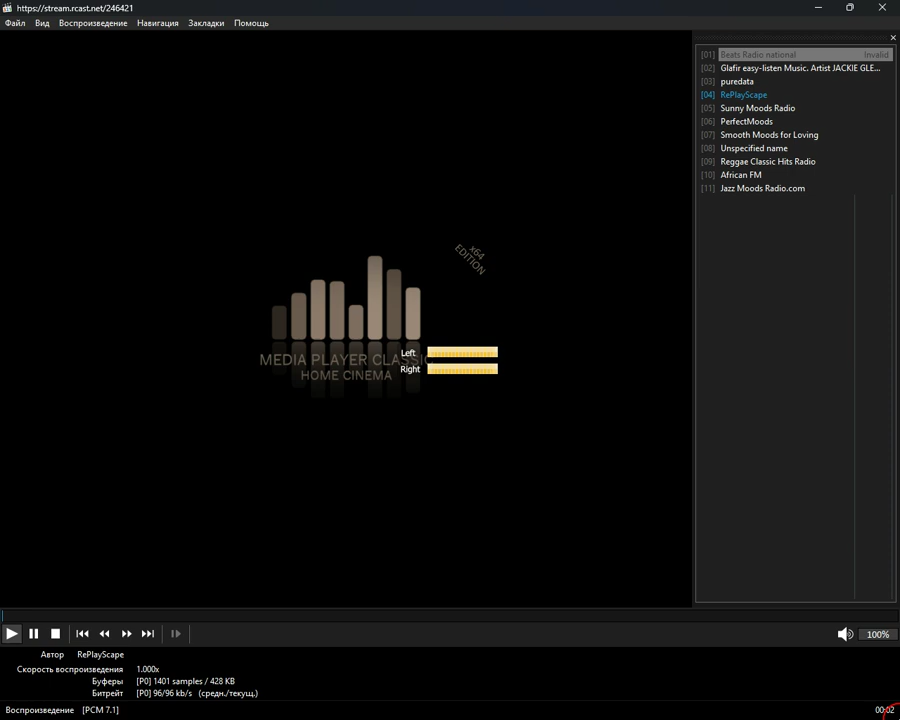 https://stream.rcast.net/246421
Файл Вид Воспроизведение Навигация Закладки Помощь
[01] Beats Radio national Invalid
[02] Glafir easy-listen Music. Artist JACKIE GLE...
[03] puredata
[04] RePlayScape
[05] Sunny Moods Radio
[06] PerfectMoods
[07] Smooth Moods for Loving
[08] Unspecified name
[09] Reggae Classic Hits Radio
[10] African FM
[11] Jazz Moods Radio.com
x64
EDITION
MEDIA PLAYER CLASSIC
HOME CINEMA
Left
Right
100%
Автор RePlayScape
Скорость воспроизведения 1.000x
Буферы [P0] 1401 samples / 428 KB
Битрейт [P0] 96/96 kb/s (средн./текущ.)
Воспроизведение [PCM 7.1] 00:02